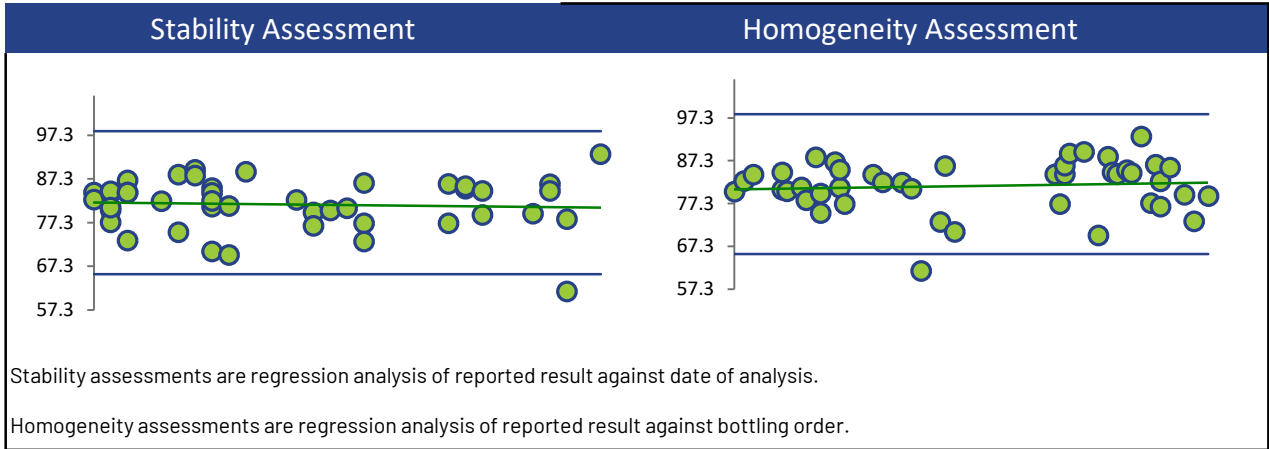 Stability Assessment
Homogeneity Assessment
97.3
87.3
77.3
67.3
57.3
97.3
87.3
77.3
67.3
57.3
Stability assessments are regression analysis of reported result against date of analysis.
Homogeneity assessments are regression analysis of reported result against bottling order.